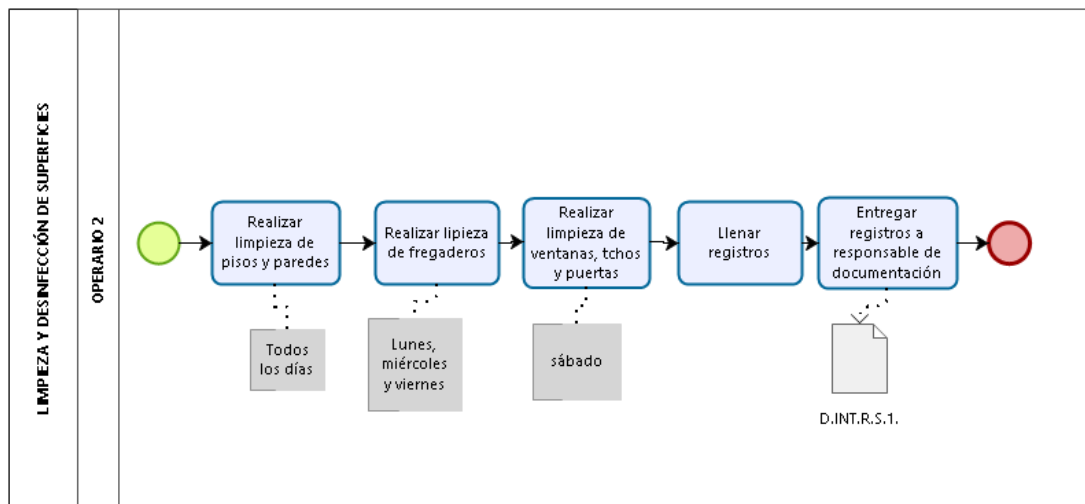 LIMPIEZA Y DESINFECCIÓN DE SUPERFICIES
OPERARIO 2
Realizar
limpieza de
pisos y paredes
Realizar lipieza
de fregaderos
Realizar
limpieza de
ventanas, tchos
y puertas
Llenar
registros
Entregar
registros a
responsable de
documentación
Todos
los días
Lunes,
miércoles
y viernes
sábado
D.INT.R.S.1.